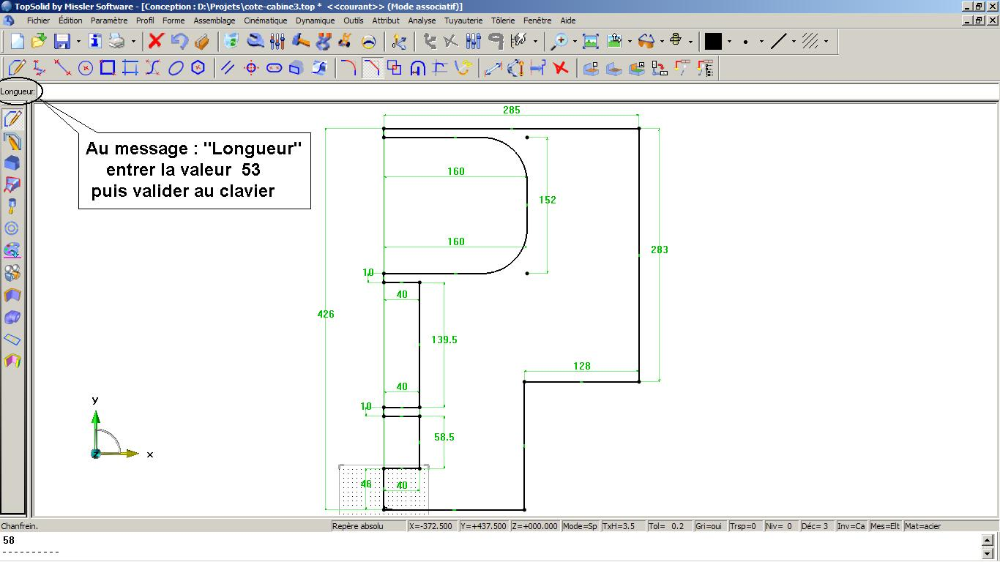 TopSolid by Missler Software - [Conception : D:\Projets\cote-cabine3.top *  <<courant>> (Mode associatif)]
Fichier Édition Paramètre Profil Forme Assemblage Cinématique Dynamique Outils Attribut Analyse Tuyauterie Tôlerie Fenêtre Aide
Longueur:
Au message : "Longueur"
entrer la valeur  53
puis valider au clavier
285
160
152
160
283
10
40
426
139.5
128
40
10
58.5
46
40
y
x
z
Chanfrein. Repère absolu X=-372.500 Y=+437.500 Z=+000.000 Mode=Sp TxH=3.5 Tol=  0.2 Gri=oui Trsp=0 Niv= 0 Déc= 3 Inv=Ca Mes=Elt Mat=acier
58
----------